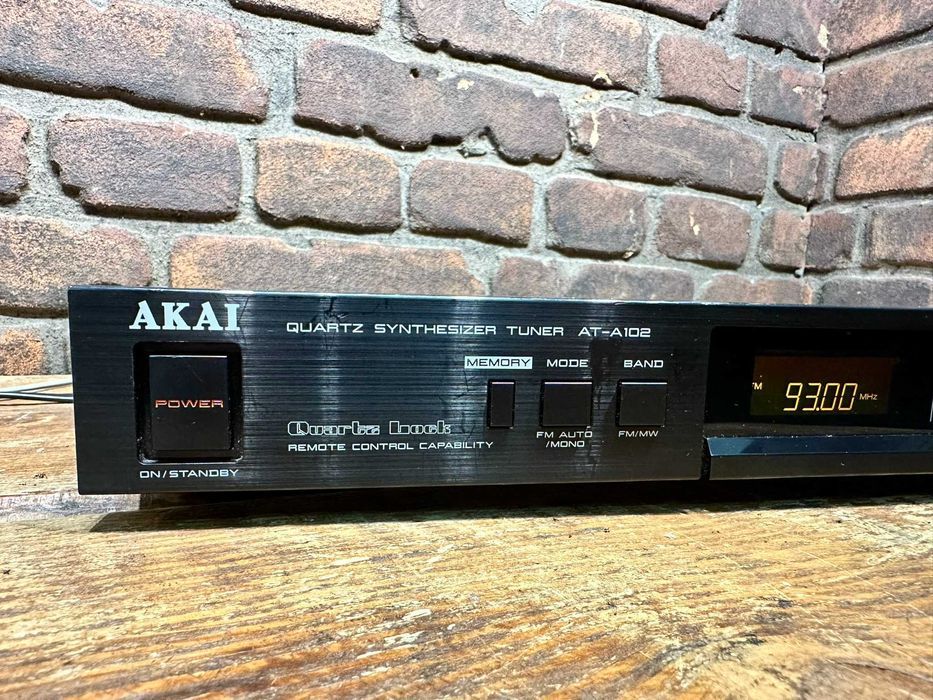 AKAI
QUARTZ SYNTHESIZER TUNER AT-A102
MEMORY MODE BAND
POWER
93.00 MHz
Quartz Lock
FM AUTO
/MONO
FM/MW
REMOTE CONTROL CAPABILITY
ON/STANDBY